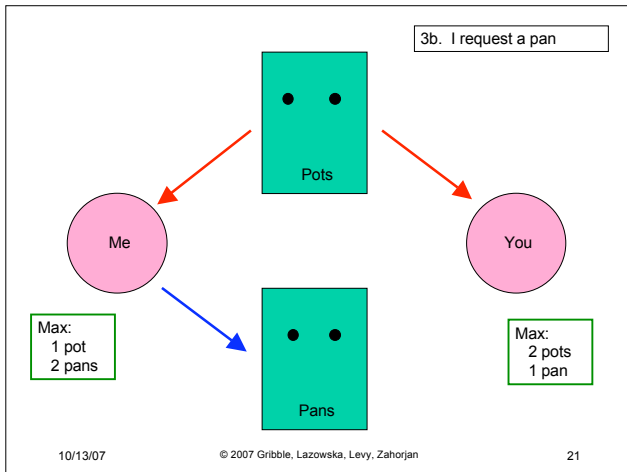 3b. I request a pan
Pots
Me
You
Max:
1 pot
2 pans
Max:
2 pots
1 pan
Pans
10/13/07
© 2007 Gribble, Lazowska, Levy, Zahorjan
21